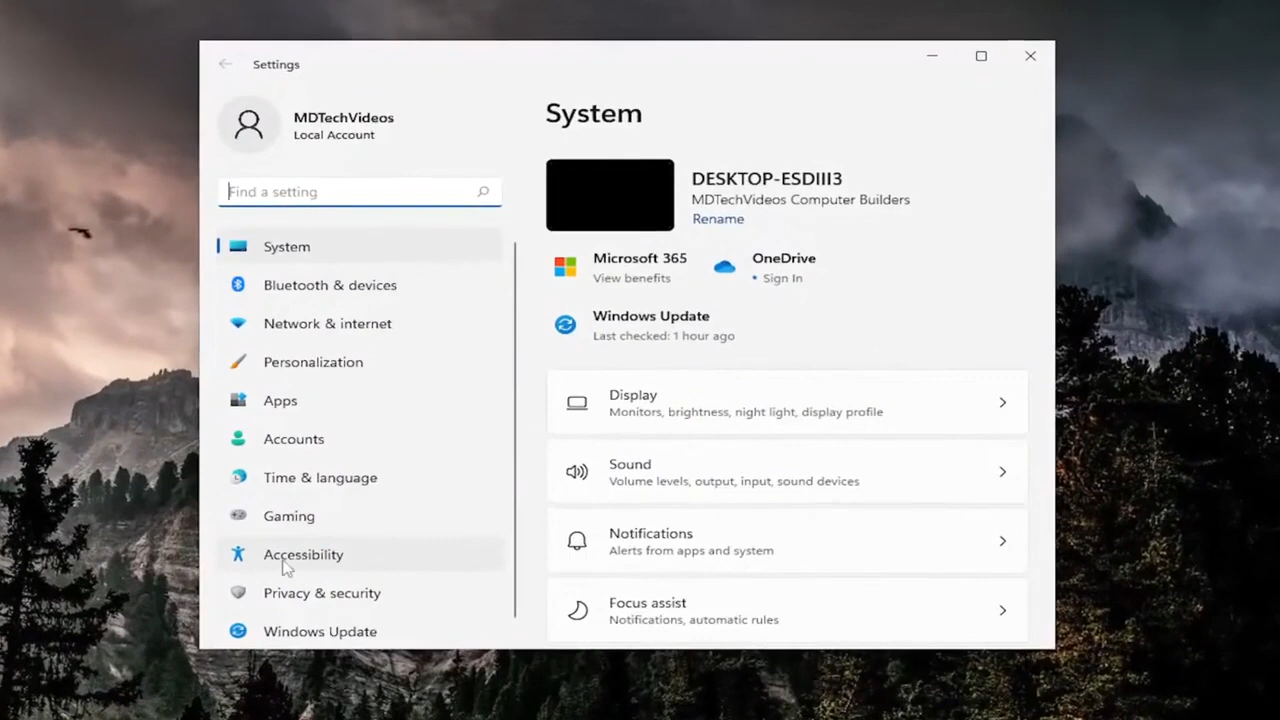 Settings
MDTechVideos
Local Account
Find a setting
System
Bluetooth & devices
Network & internet
Personalization
Apps
Accounts
Time & language
Gaming
Accessibility
Privacy & security
Windows Update
System
DESKTOP-ESDIII3
MDTechVideos Computer Builders
Rename
Microsoft 365
View benefits
OneDrive
• Sign In
Windows Update
Last checked: 1 hour ago
Display
Monitors, brightness, night light, display profile
Sound
Volume levels, output, input, sound devices
Notifications
Alerts from apps and system
Focus assist
Notifications, automatic rules